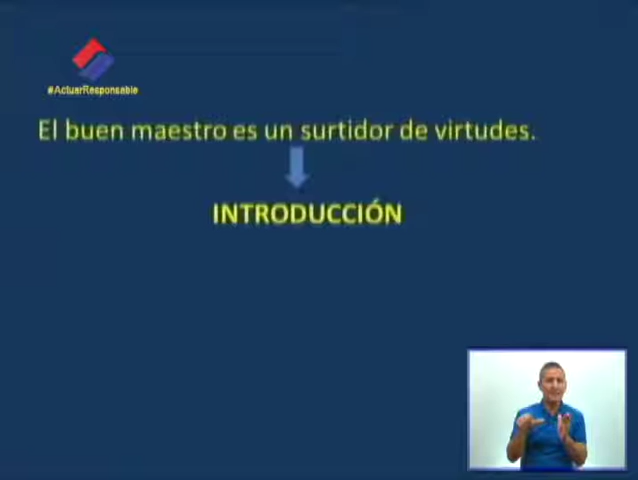 #ActuarResponsable
El buen maestro es un surtidor de virtudes.
INTRODUCCIÓN